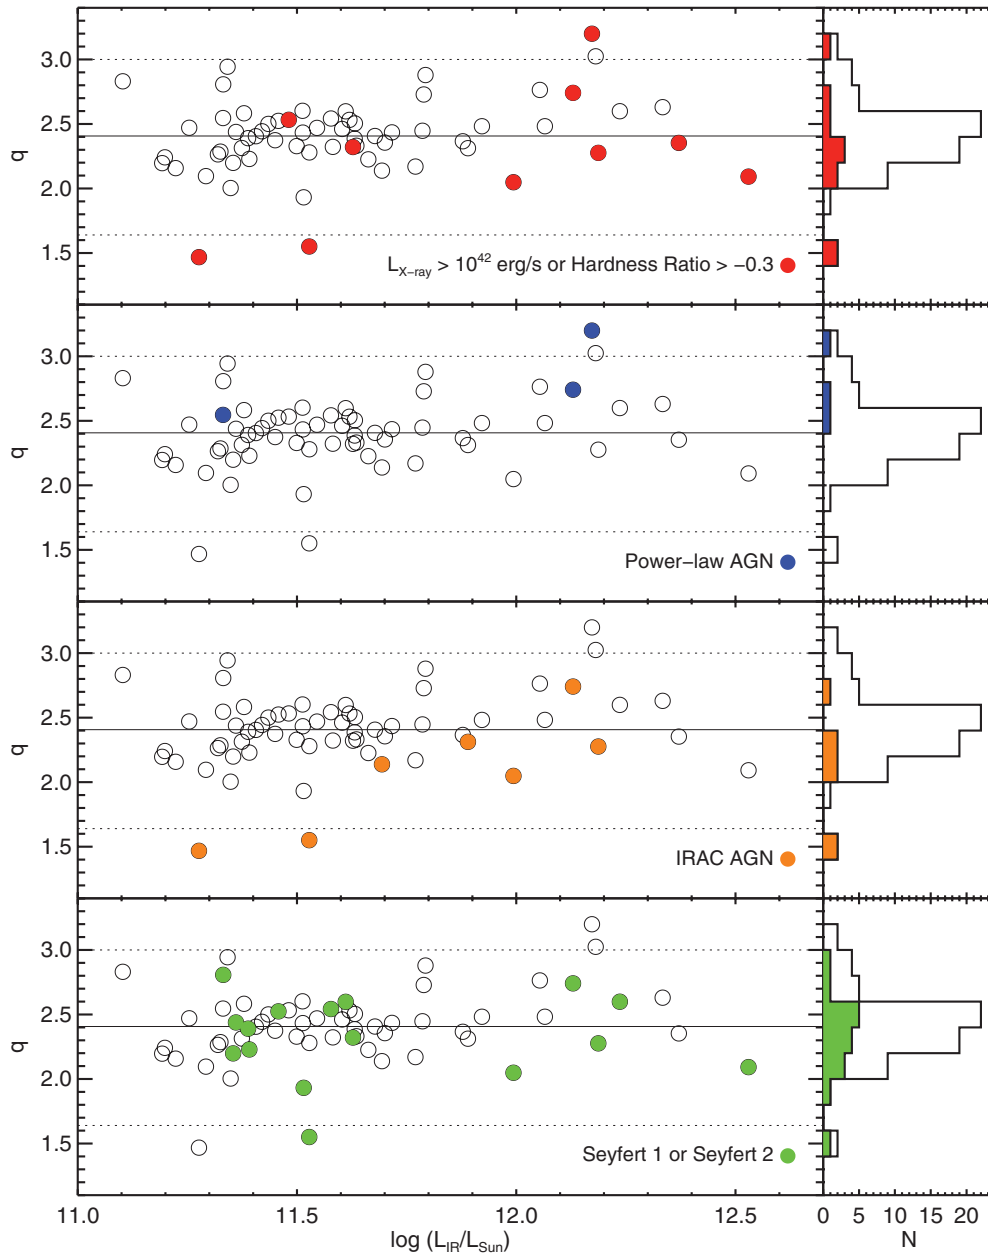 3.0
2.5
2.0
1.5
q
L_X−ray > 10^42 erg/s or Hardness Ratio > −0.3
3.0
2.5
2.0
1.5
q
Power−law AGN
3.0
2.5
2.0
1.5
q
IRAC AGN
3.0
2.5
2.0
1.5
q
Seyfert 1 or Seyfert 2
11.0 11.5 12.0 12.5
log (L_IR/L_Sun)
0 5 10 15 20
N